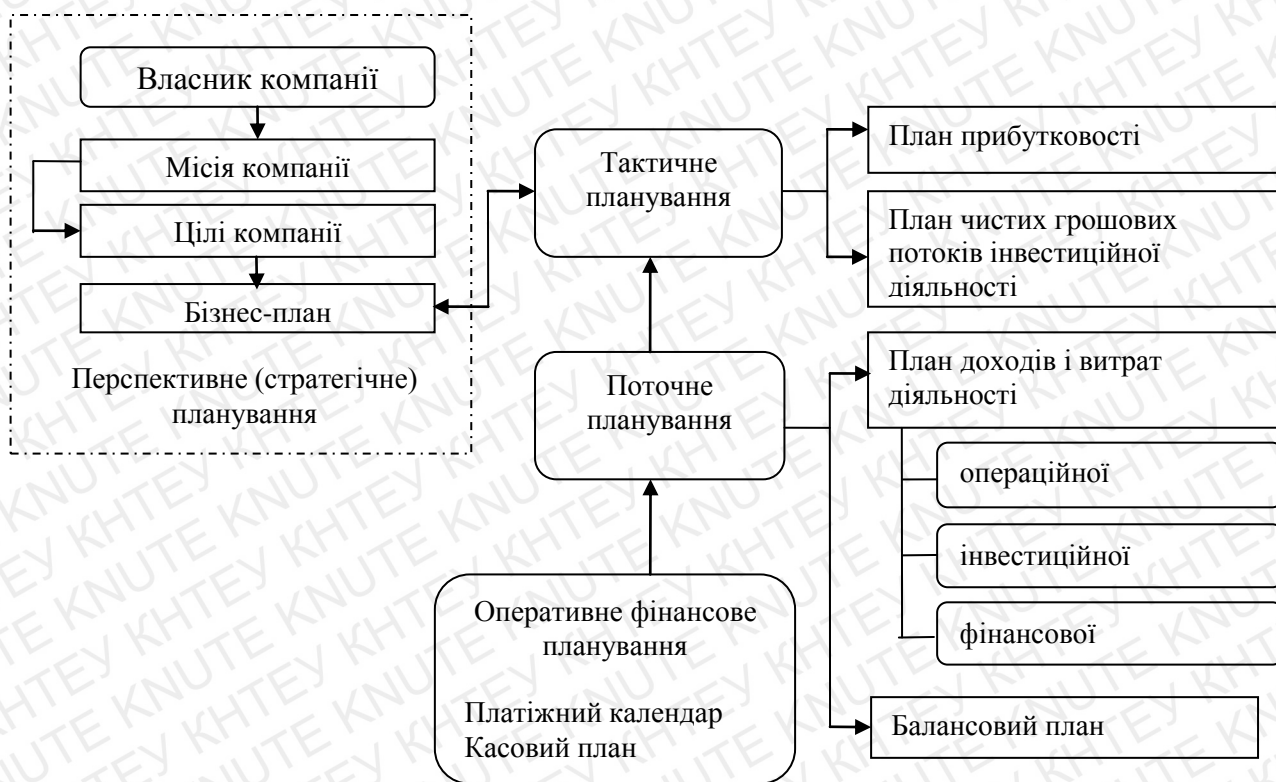 Власник компанії
Місія компанії
Цілі компанії
Бізнес-план
Перспективне (стратегічне)
планування
Тактичне
планування
Поточне
планування
Оперативне фінансове
планування
Платіжний календар
Касовий план
План прибутковості
План чистих грошових
потоків інвестиційної
діяльності
План доходів і витрат
діяльності
операційної
інвестиційної
фінансової
Балансовий план
КНТЕУ KNUTE